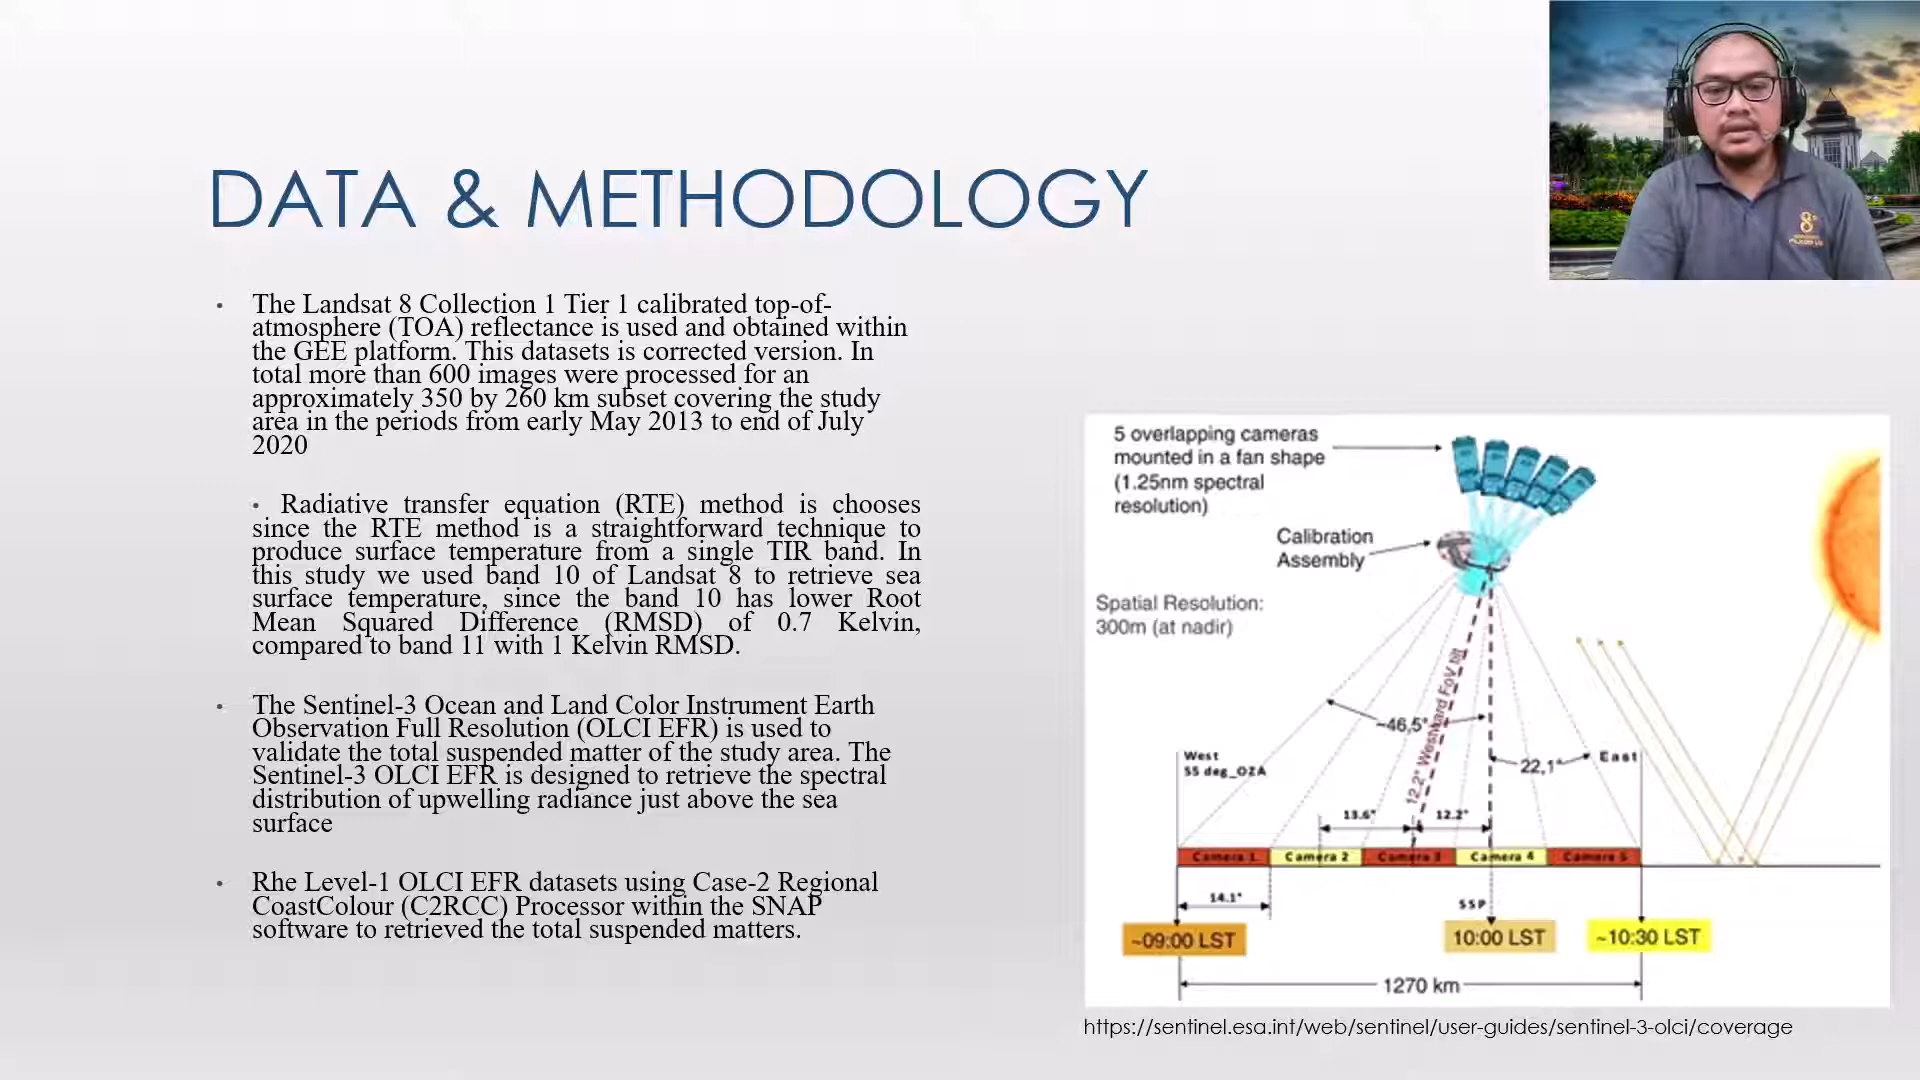 DATA & METHODOLOGY
• The Landsat 8 Collection 1 Tier 1 calibrated top-of-
atmosphere (TOA) reflectance is used and obtained within
the GEE platform. This datasets is corrected version. In
total more than 600 images were processed for an
approximately 350 by 260 km subset covering the study
area in the periods from early May 2013 to end of July
2020
• Radiative transfer equation (RTE) method is chooses
since the RTE method is a straightforward technique to
produce surface temperature from a single TIR band. In
this study we used band 10 of Landsat 8 to retrieve sea
surface temperature, since the band 10 has lower Root
Mean Squared Difference (RMSD) of 0.7 Kelvin,
compared to band 11 with 1 Kelvin RMSD.
• The Sentinel-3 Ocean and Land Color Instrument Earth
Observation Full Resolution (OLCI EFR) is used to
validate the total suspended matter of the study area. The
Sentinel-3 OLCI EFR is designed to retrieve the spectral
distribution of upwelling radiance just above the sea
surface
• Rhe Level-1 OLCI EFR datasets using Case-2 Regional
CoastColour (C2RCC) Processor within the SNAP
software to retrieved the total suspended matters.
5 overlapping cameras
mounted in a fan shape
(1.25nm spectral
resolution)
Calibration
Assembly
Spatial Resolution:
300m (at nadir)
~46,5°
12.2° Westward FoV tilt
22,1°
West
55 deg_OZA
East
13.6°
12.2°
Camera 1
Camera 2
Camera 3
Camera 4
Camera 5
14.1°
SSP
~09:00 LST
10:00 LST
~10:30 LST
1270 km
https://sentinel.esa.int/web/sentinel/user-guides/sentinel-3-olci/coverage
8